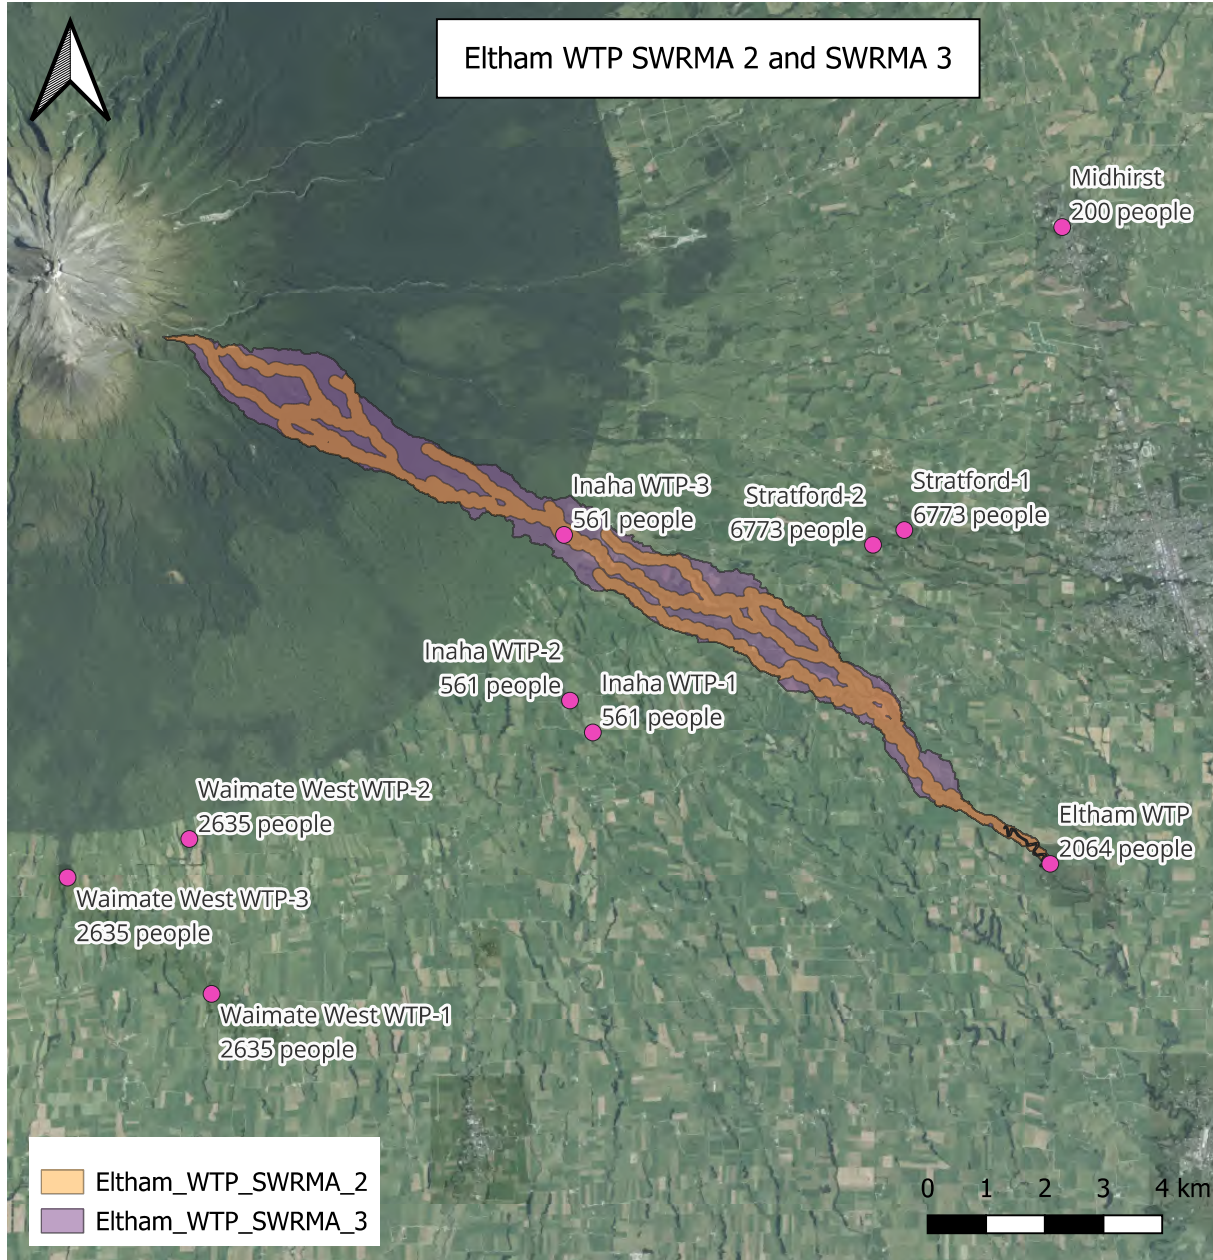 Eltham WTP SWRMA 2 and SWRMA 3
Midhirst
200 people
Inaha WTP-3
561 people
Stratford-2
6773 people
Stratford-1
6773 people
Inaha WTP-2
561 people
Inaha WTP-1
561 people
Waimate West WTP-2
2635 people
Eltham WTP
2064 people
Waimate West WTP-3
2635 people
Waimate West WTP-1
2635 people
Eltham_WTP_SWRMA_2
Eltham_WTP_SWRMA_3
0 1 2 3 4 km